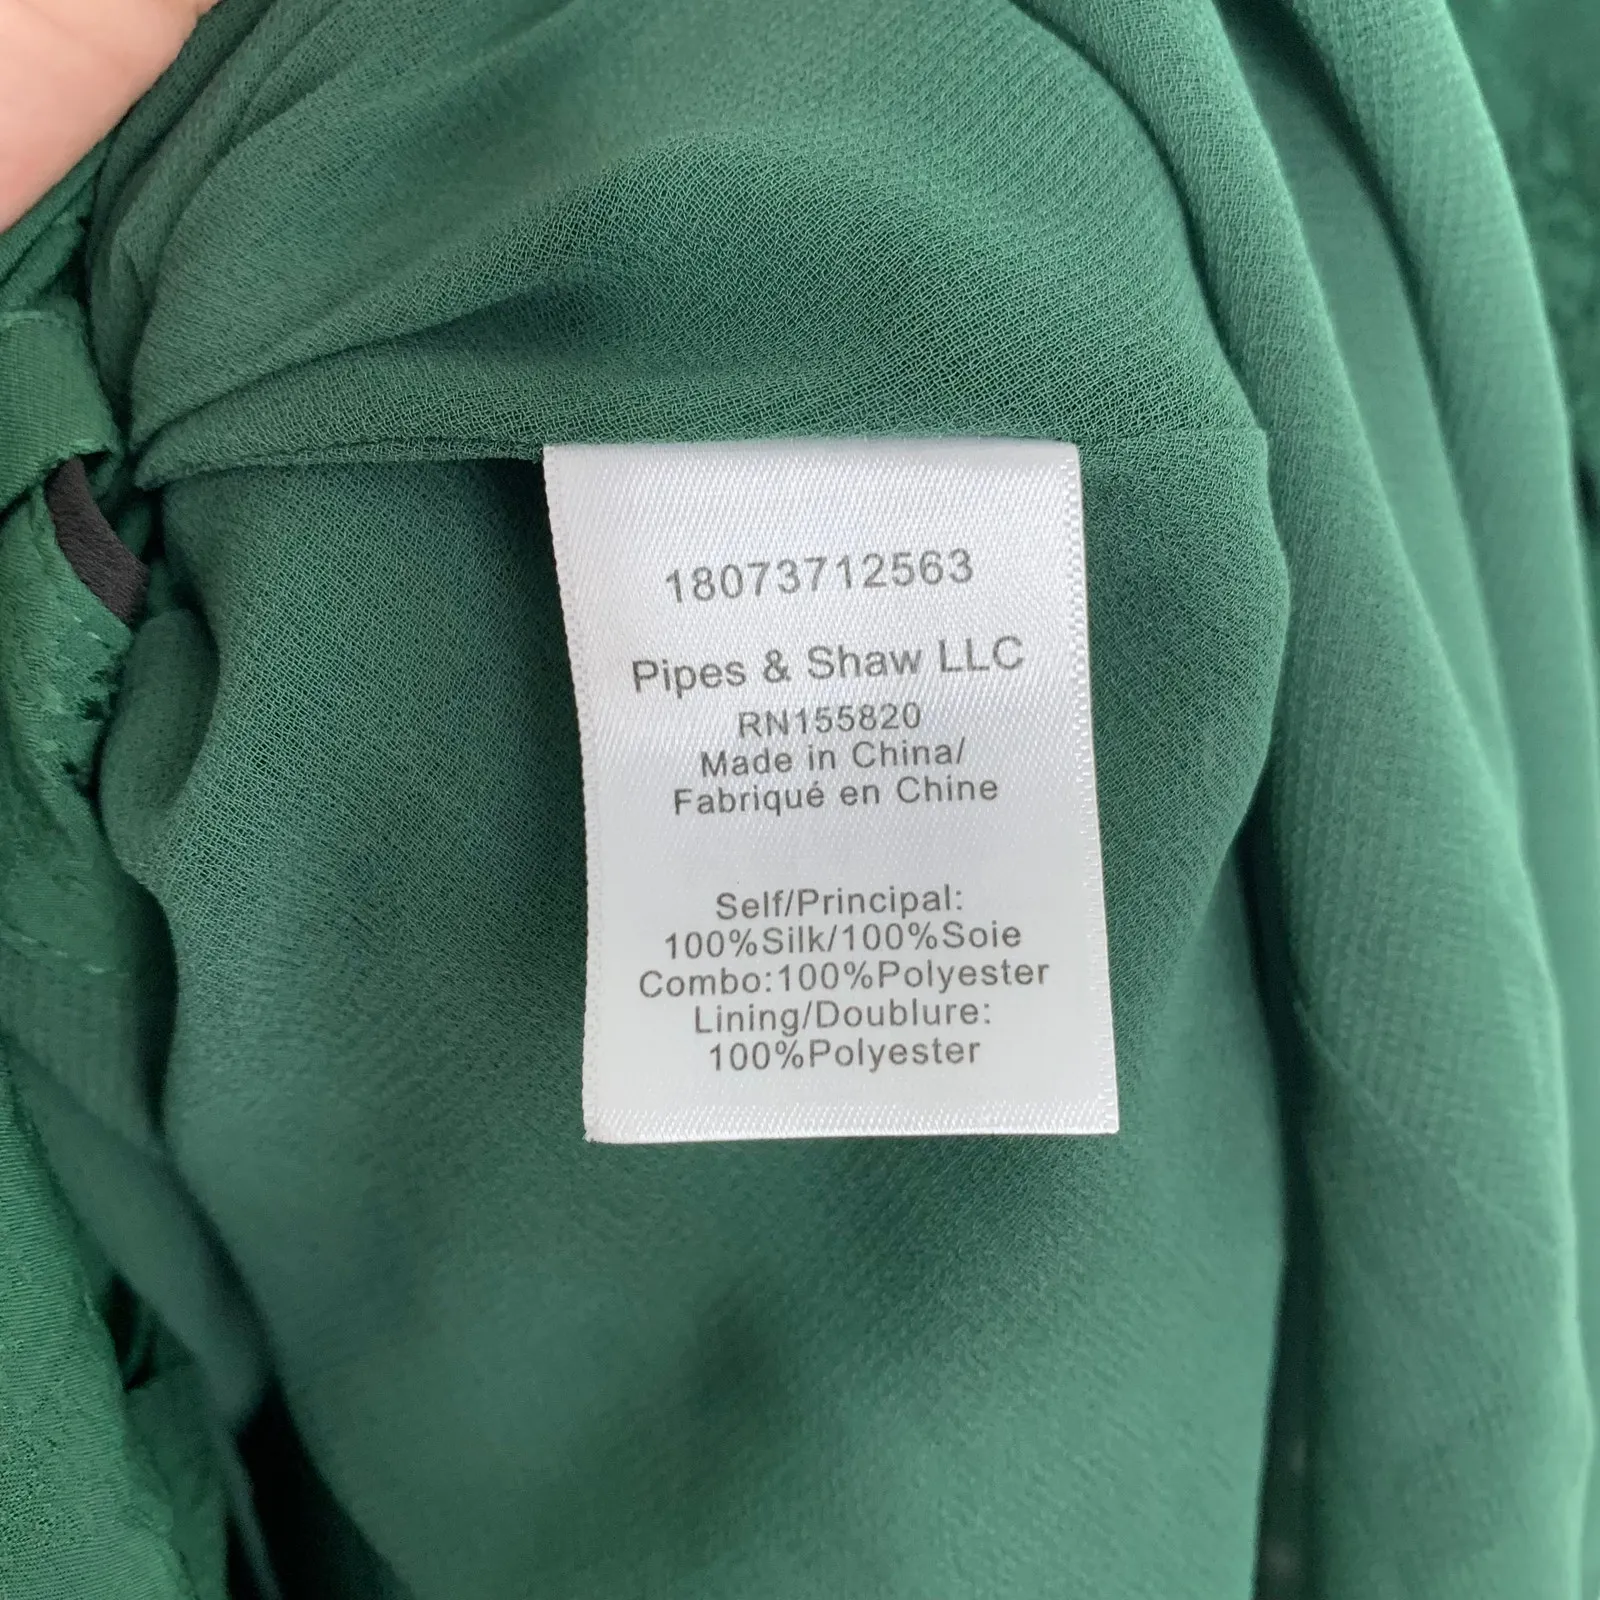 18073712563
Pipes & Shaw LLC
RN155820
Made in China/
Fabriqué en Chine
Self/Principal:
100%Silk/100%Soie
Combo:100%Polyester
Lining/Doublure:
100%Polyester